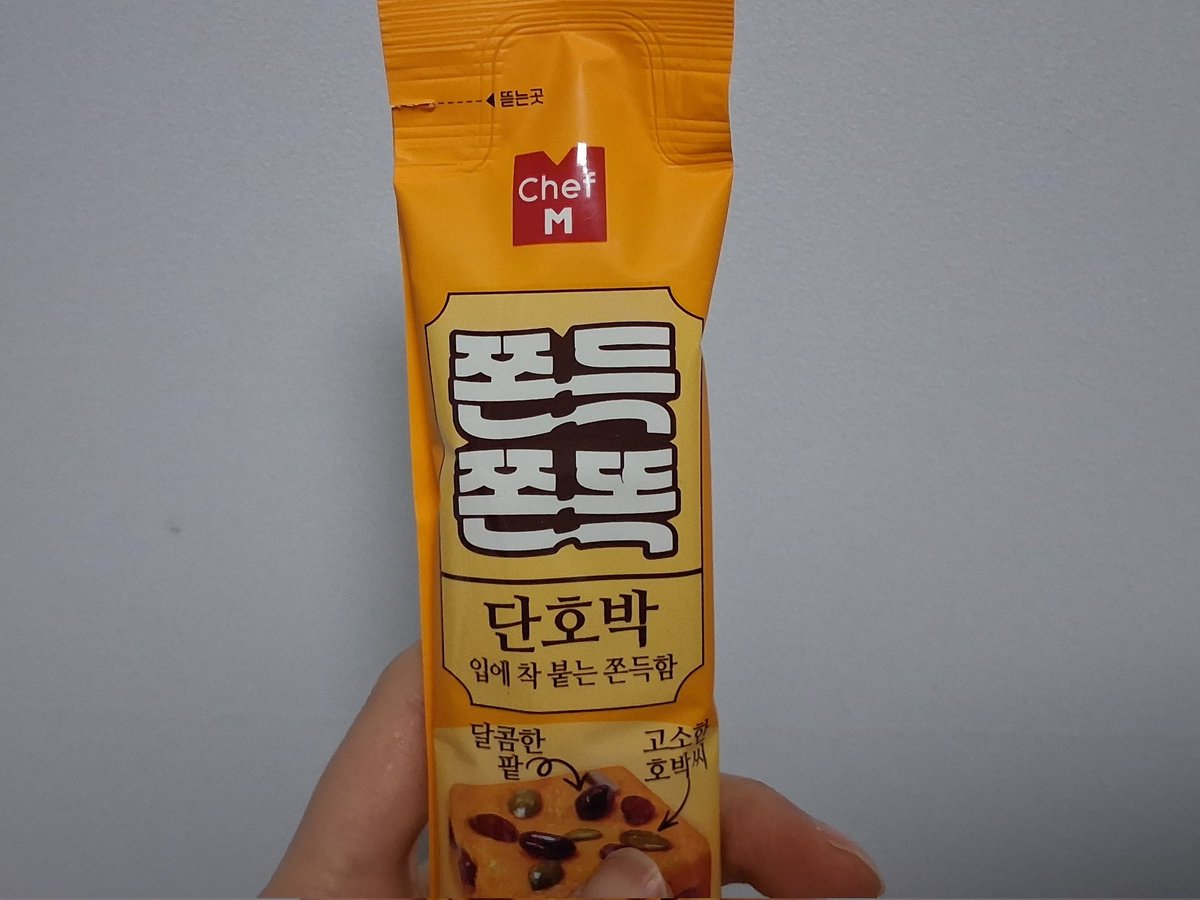 뜯는곳
Chef
M
쫀득
쫀똑
단호박
입에 착 붙는 쫀득함
달콤한
팥
고소한
호박씨